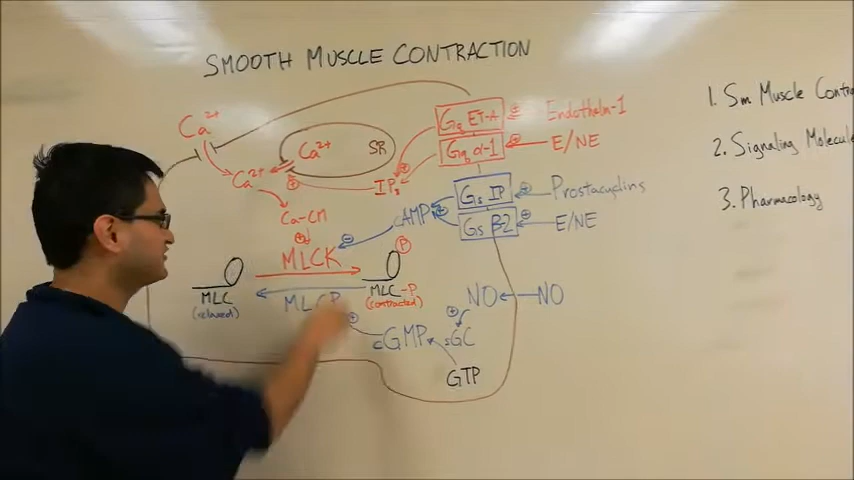 SMOOTH MUSCLE CONTRACTION
1. Sm Muscle Contra
2. Signaling Molecule
3. Pharmacology
Gq ET-A
Endothelin-1
Gq α-1
E/NE
Ca²⁺
Ca²⁺
SR
Ca²⁺
IP₃
Gs IP
Prostacyclins
Gs β2
E/NE
cAMP
Ca-CM
MLCK
P
MLC
(relaxed)
MLC-P
(contracted)
MLCP
NO
NO
cGMP
sGC
GTP